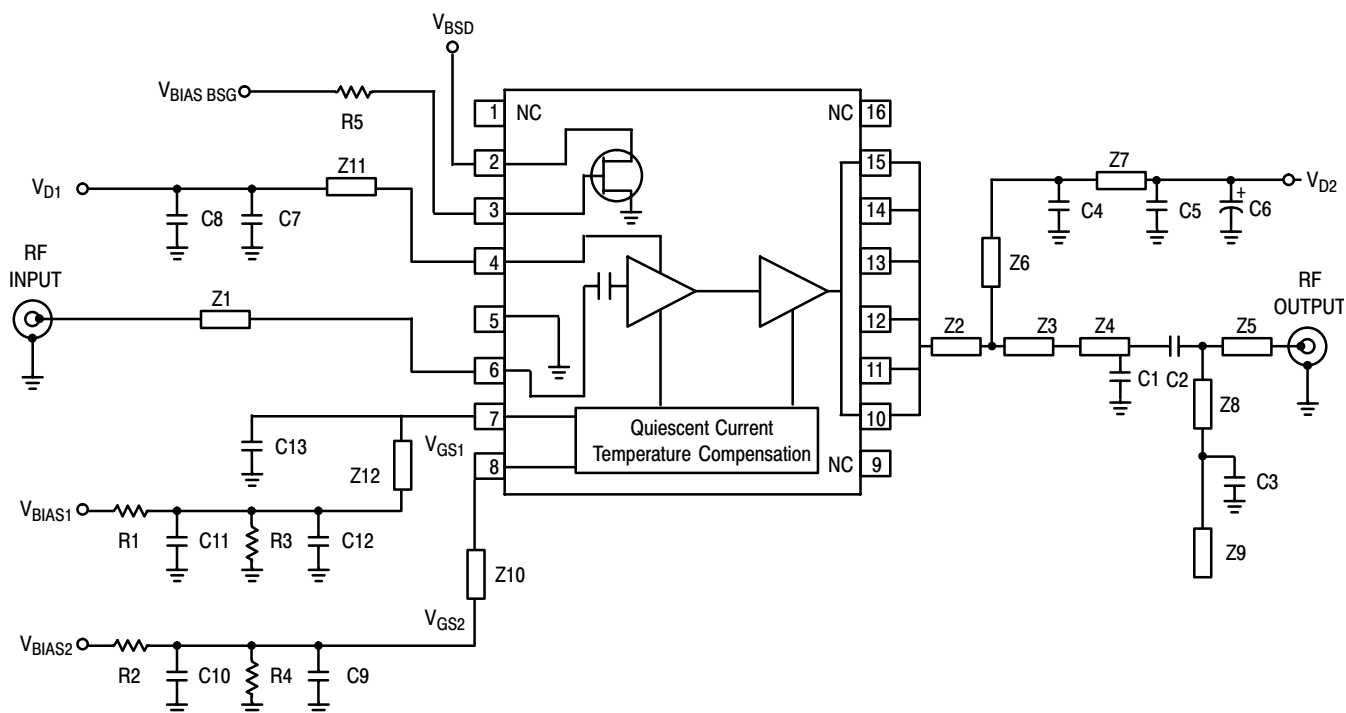 VBSD
VBIAS BSG
R5
1
NC
NC
16
2
15
Z11
Z7
VD1
VD2
C8
C7
3
14
C4
C5
+
C6
4
13
RF
INPUT
Z6
RF
OUTPUT
Z1
5
12
Z2
Z3
Z4
Z5
6
11
C1
C2
7
10
Z8
C13
VGS1
Quiescent Current
Temperature Compensation
Z12
8
NC
9
C3
VBIAS1
R1
C11
R3
C12
Z10
Z9
VGS2
VBIAS2
R2
C10
R4
C9